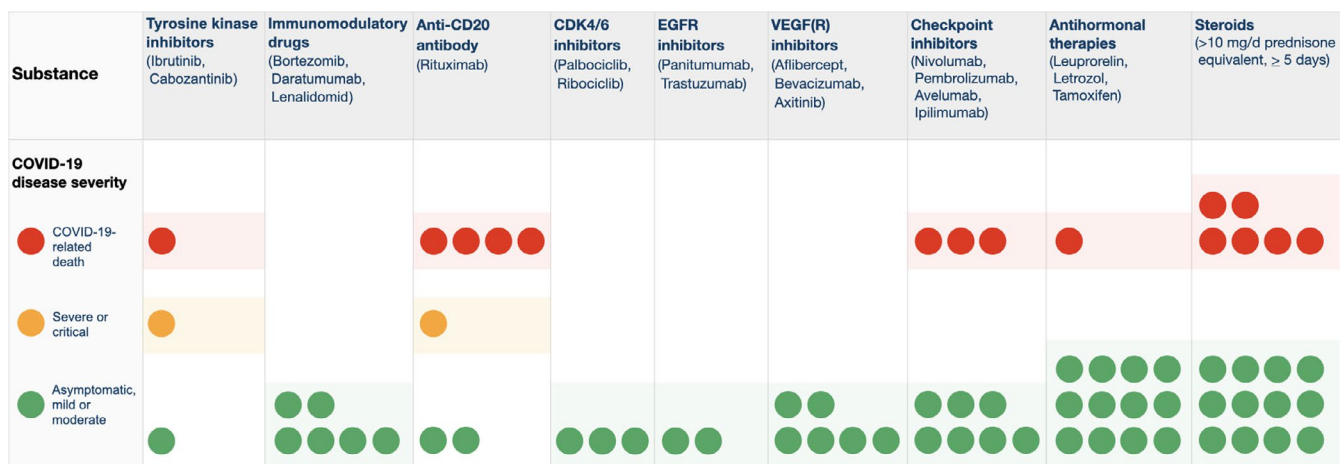 Substance
Tyrosine kinase
inhibitors
(Ibrutinib,
Cabozantinib)
Immunomodulatory
drugs
(Bortezomib,
Daratumumab,
Lenalidomid)
Anti-CD20
antibody
(Rituximab)
CDK4/6
inhibitors
(Palbociclib,
Ribociclib)
EGFR
inhibitors
(Panitumumab,
Trastuzumab)
VEGF(R)
inhibitors
(Aflibercept,
Bevacizumab,
Axitinib)
Checkpoint
inhibitors
(Nivolumab,
Pembrolizumab,
Avelumab,
Ipilimumab)
Antihormonal
therapies
(Leuprorelin,
Letrozol,
Tamoxifen)
Steroids
(>10 mg/d prednisone
equivalent, ≥ 5 days)
COVID-19
disease severity
COVID-19-
related
death
Severe or
critical
Asymptomatic,
mild or
moderate